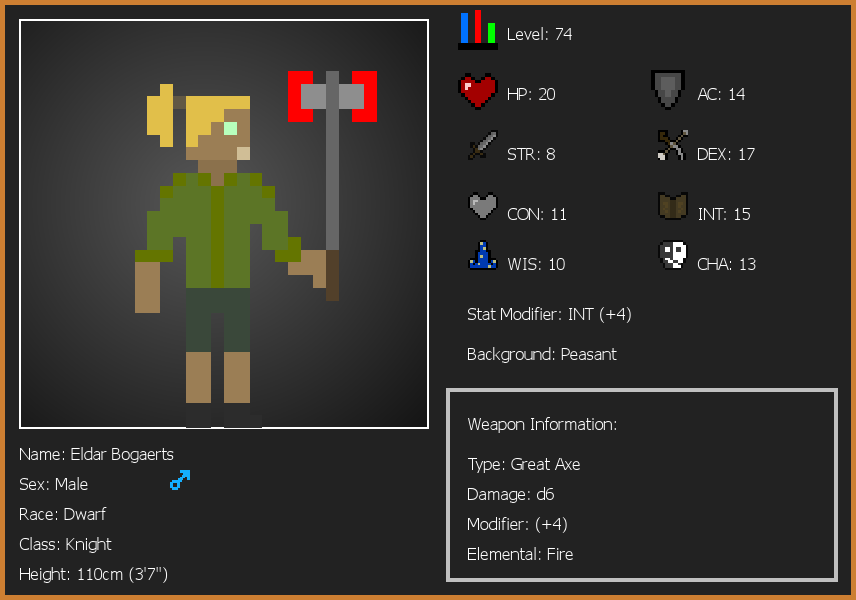 Level: 74
HP: 20
AC: 14
STR: 8
DEX: 17
CON: 11
INT: 15
WIS: 10
CHA: 13
Stat Modifier: INT (+4)
Background: Peasant
Weapon Information:
Type: Great Axe
Damage: d6
Modifier: (+4)
Elemental: Fire
Name: Eldar Bogaerts
Sex: Male
Race: Dwarf
Class: Knight
Height: 110cm (3'7")